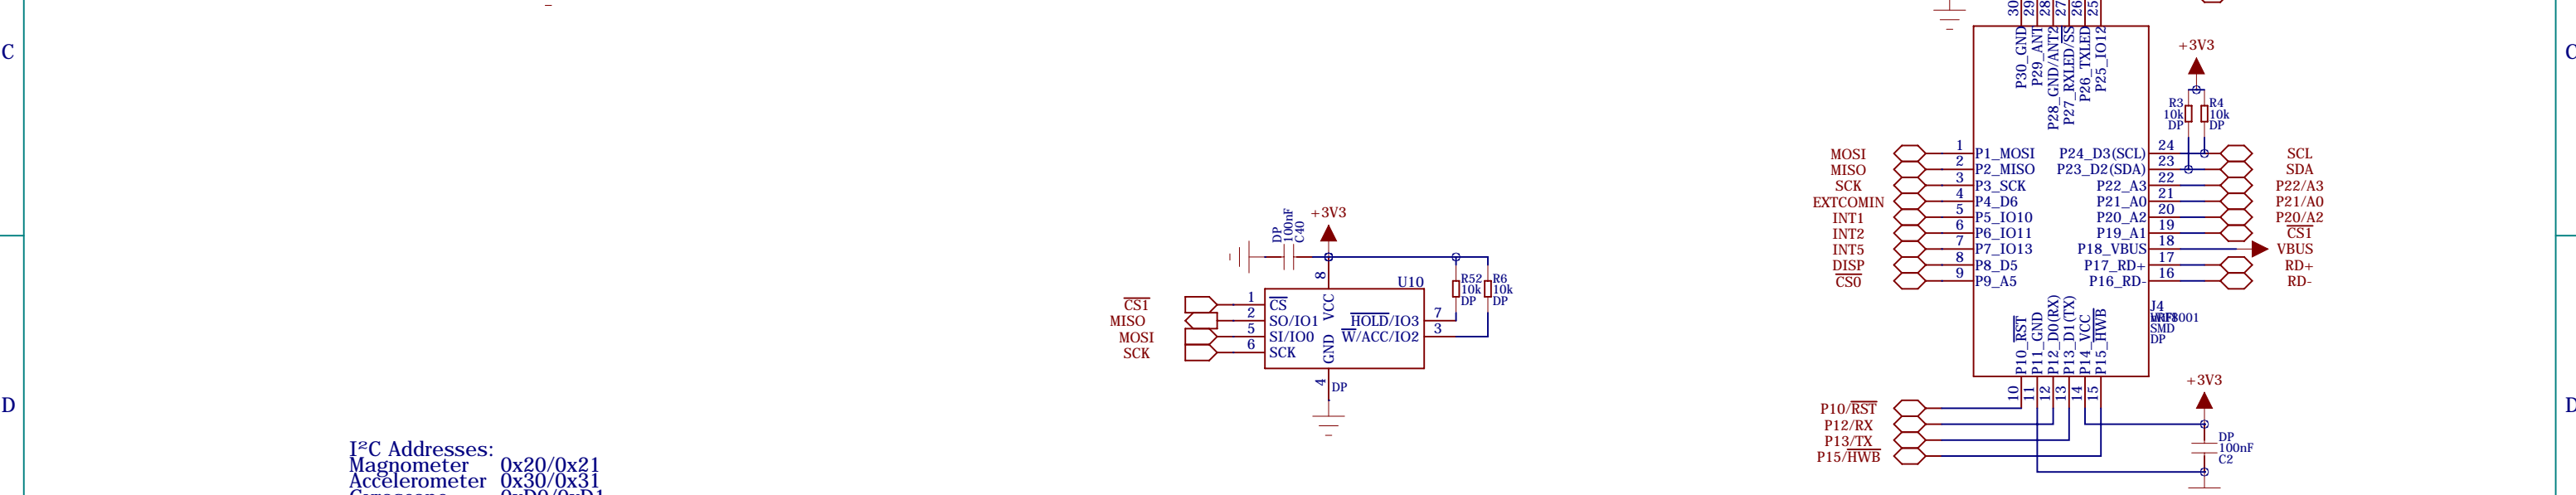 C
C
30
29
28
27
26
25
P30_GND
P29_ANT
P28_GND/ANT2
P27_RXLED/SS
P26_TXLED
P25_IO12
+3V3
R3
10k
DP
R4
10k
DP
MOSI 1 P1_MOSI P24_D3(SCL) 24 SCL
MISO 2 P2_MISO P23_D2(SDA) 23 SDA
SCK 3 P3_SCK P22_A3 22 P22/A3
EXTCOMIN 4 P4_D6 P21_A0 21 P21/A0
INT1 5 P5_IO10 P20_A2 20 P20/A2
INT2 6 P6_IO11 P19_A1 19 CS1
INT5 7 P7_IO13 P18_VBUS 18 VBUS
DISP 8 P8_D5 P17_RD+ 17 RD+
CS0 9 P9_A5 P16_RD- 16 RD-
J4
SMD
DP
P10_RST
P11_GND
P12_D0(RX)
P13_D1(TX)
P14_VCC
P15_HWB
10
11
12
13
14
15
P10/RST
P12/RX
P13/TX
P15/HWB
+3V3
DP
100nF
C2
DP
100nF
C40
+3V3
8
U10
R52
10k
DP
R6
10k
DP
CS1 1 CS
MISO 2 SO/IO1 HOLD/IO3 7
MOSI 5 SI/IO0 W/ACC/IO2 3
SCK 6 SCK
VCC
GND
4
DP
D
D
I²C Addresses:
Magnometer 0x20/0x21
Accelerometer 0x30/0x31
Gyroscope 0xD0/0xD1